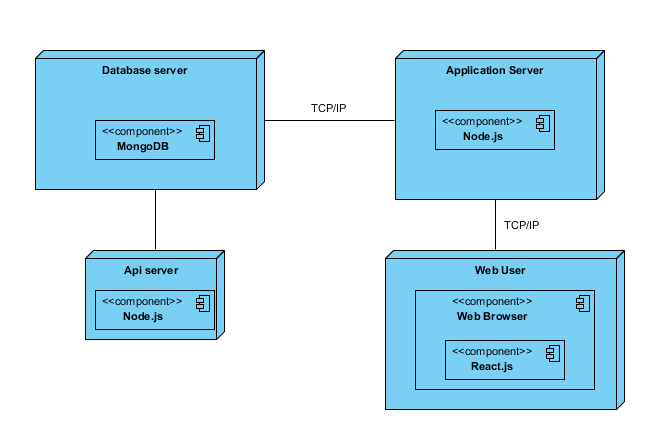 Database server
<<component>>
MongoDB
TCP/IP
Application Server
<<component>>
Node.js
TCP/IP
Api server
<<component>>
Node.js
Web User
<<component>>
Web Browser
<<component>>
React.js